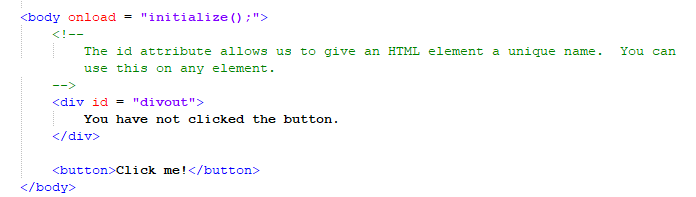 <body onload = "initialize();">
<!--
The id attribute allows us to give an HTML element a unique name.  You can
use this on any element.
-->
<div id = "divout">
You have not clicked the button.
</div>
<button>Click me!</button>
</body>